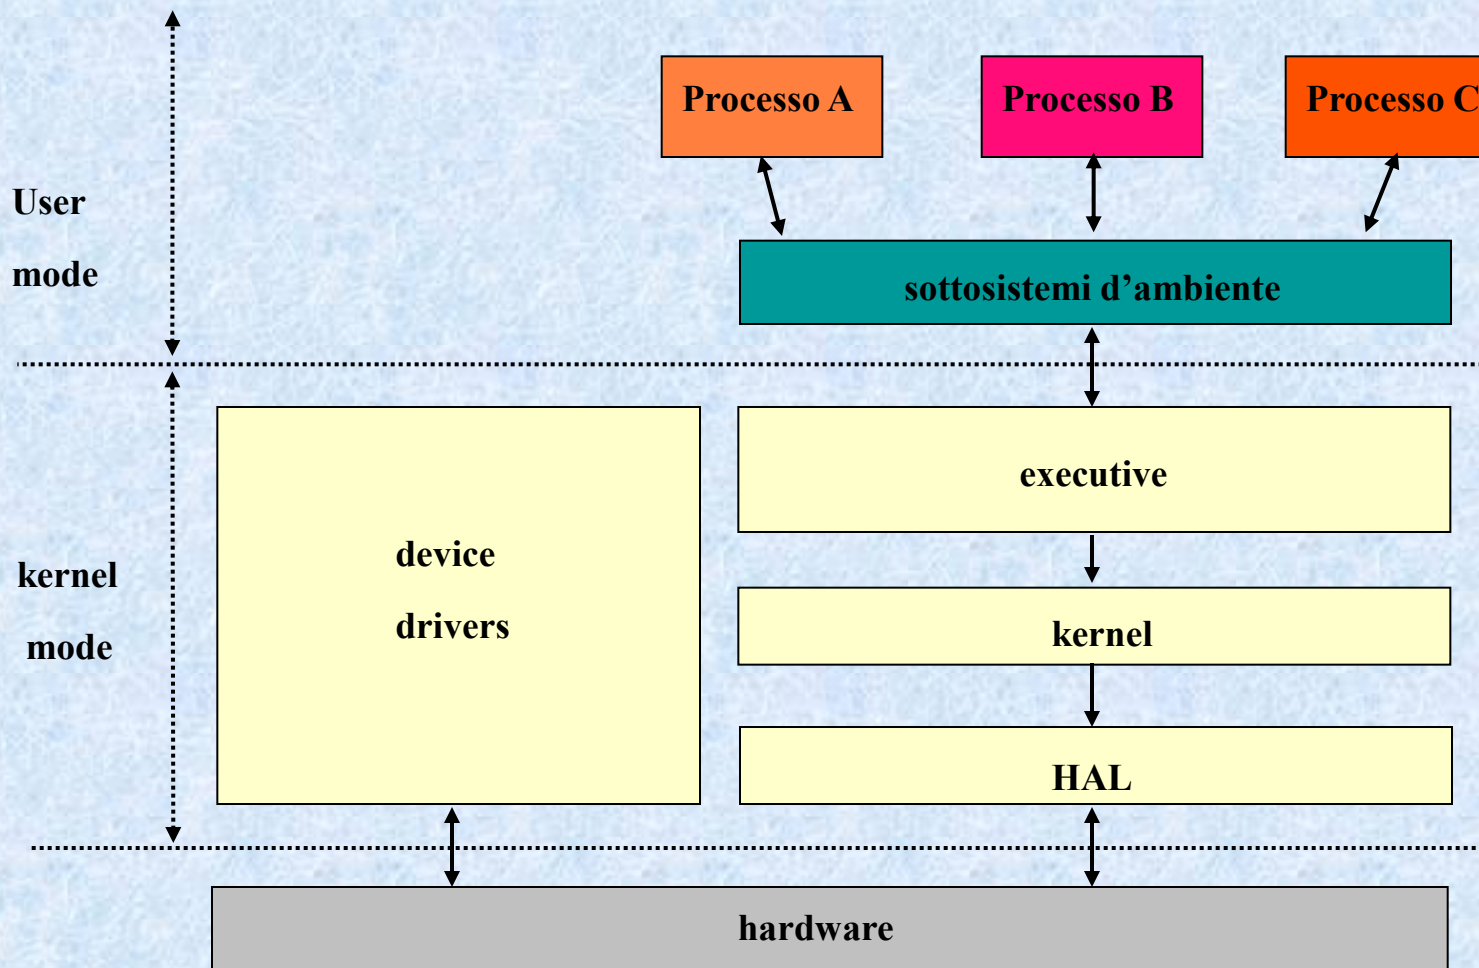 Processo A
Processo B
Processo C
User
mode
sottosistemi d’ambiente
executive
device
drivers
kernel
mode
kernel
HAL
hardware